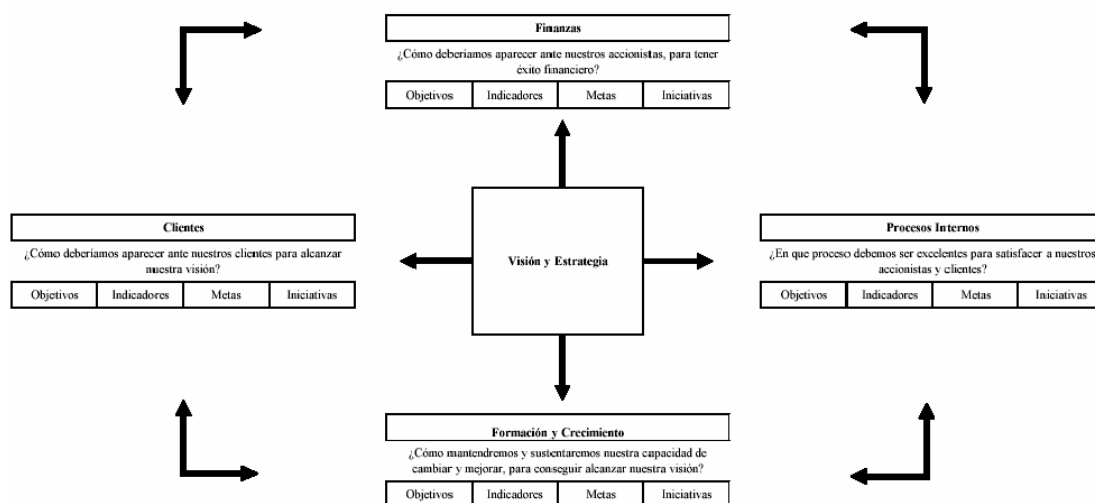 Finanzas
¿Cómo deberíamos aparecer ante nuestros accionistas, para tener
éxito financiero?
Objetivos Indicadores Metas Iniciativas
Clientes
¿Cómo deberíamos aparecer ante nuestros clientes para alcanzar
nuestra visión?
Objetivos Indicadores Metas Iniciativas
Visión y Estrategia
Procesos Internos
¿En que proceso debemos ser excelentes para satisfacer a nuestros
accionistas y clientes?
Objetivos Indicadores Metas Iniciativas
Formación y Crecimiento
¿Cómo mantendremos y sustentaremos nuestra capacidad de
cambiar y mejorar, para conseguir alcanzar nuestra visión?
Objetivos Indicadores Metas Iniciativas